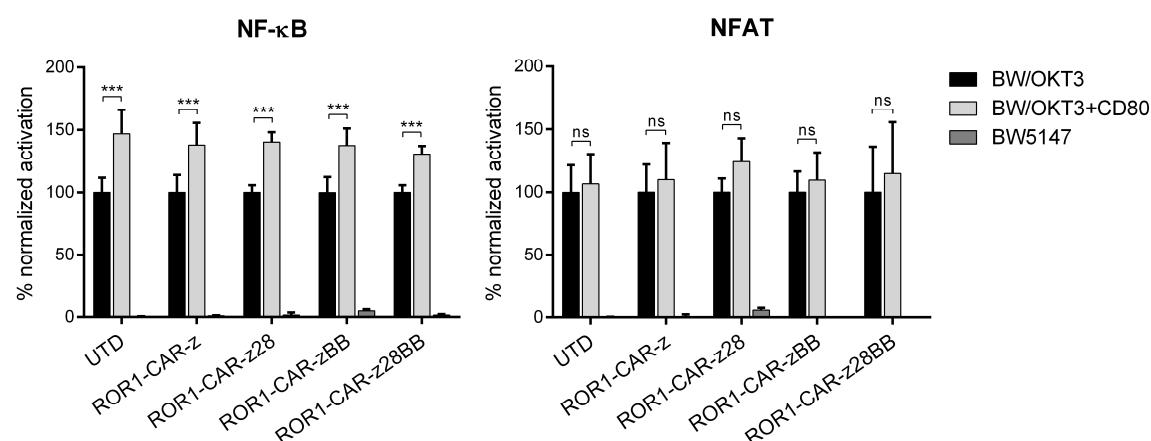 NF-κB
% normalized activation
200
150
100
50
0
***
***
***
***
***
UTD
ROR1-CAR-z
ROR1-CAR-z28
ROR1-CAR-zBB
ROR1-CAR-z28BB
NFAT
% normalized activation
200
150
100
50
0
ns
ns
ns
ns
ns
UTD
ROR1-CAR-z
ROR1-CAR-z28
ROR1-CAR-zBB
ROR1-CAR-z28BB
BW/OKT3
BW/OKT3+CD80
BW5147